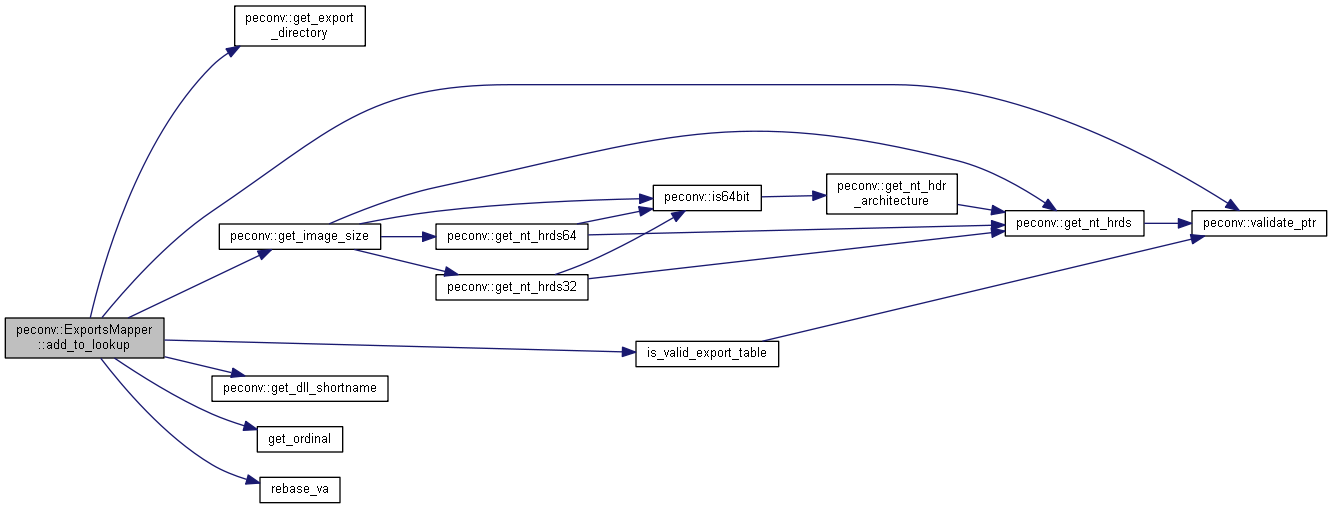 peconv::get_export
_directory
peconv::is64bit
peconv::get_nt_hdr
_architecture
peconv::get_image_size
peconv::get_nt_hrds64
peconv::get_nt_hrds
peconv::validate_ptr
peconv::get_nt_hrds32
peconv::ExportsMapper
::add_to_lookup
is_valid_export_table
peconv::get_dll_shortname
get_ordinal
rebase_va